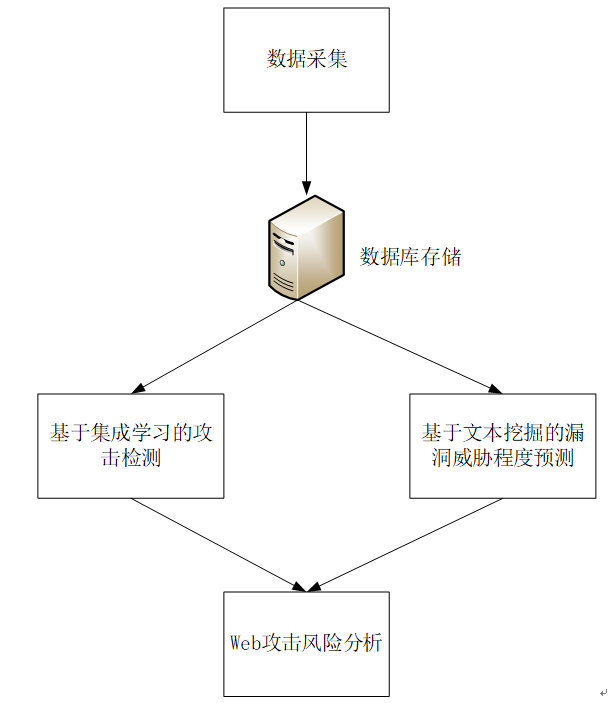 数据采集
数据库存储
基于集成学习的攻
击检测
基于文本挖掘的漏
洞威胁程度预测
Web攻击风险分析